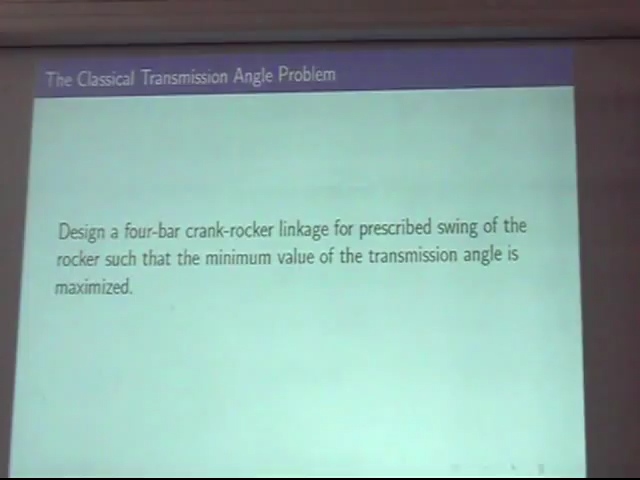 The Classical Transmission Angle Problem
Design a four-bar crank-rocker linkage for prescribed swing of the
rocker such that the minimum value of the transmission angle is
maximized.